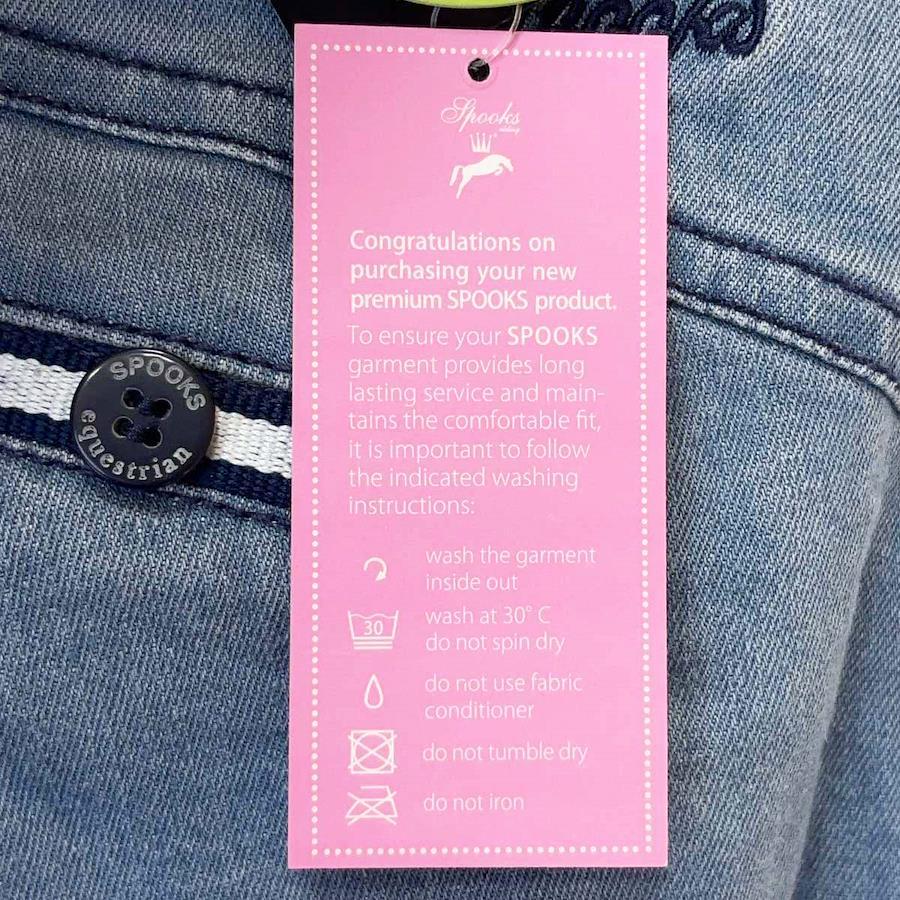 Spooks
Spooks
riding
Congratulations on
purchasing your new
premium SPOOKS product.
To ensure your SPOOKS
garment provides long
lasting service and main-
tains the comfortable fit,
it is important to follow
the indicated washing
instructions:
wash the garment
inside out
30
wash at 30° C
do not spin dry
do not use fabric
conditioner
do not tumble dry
do not iron
SPOOKS
equestrian